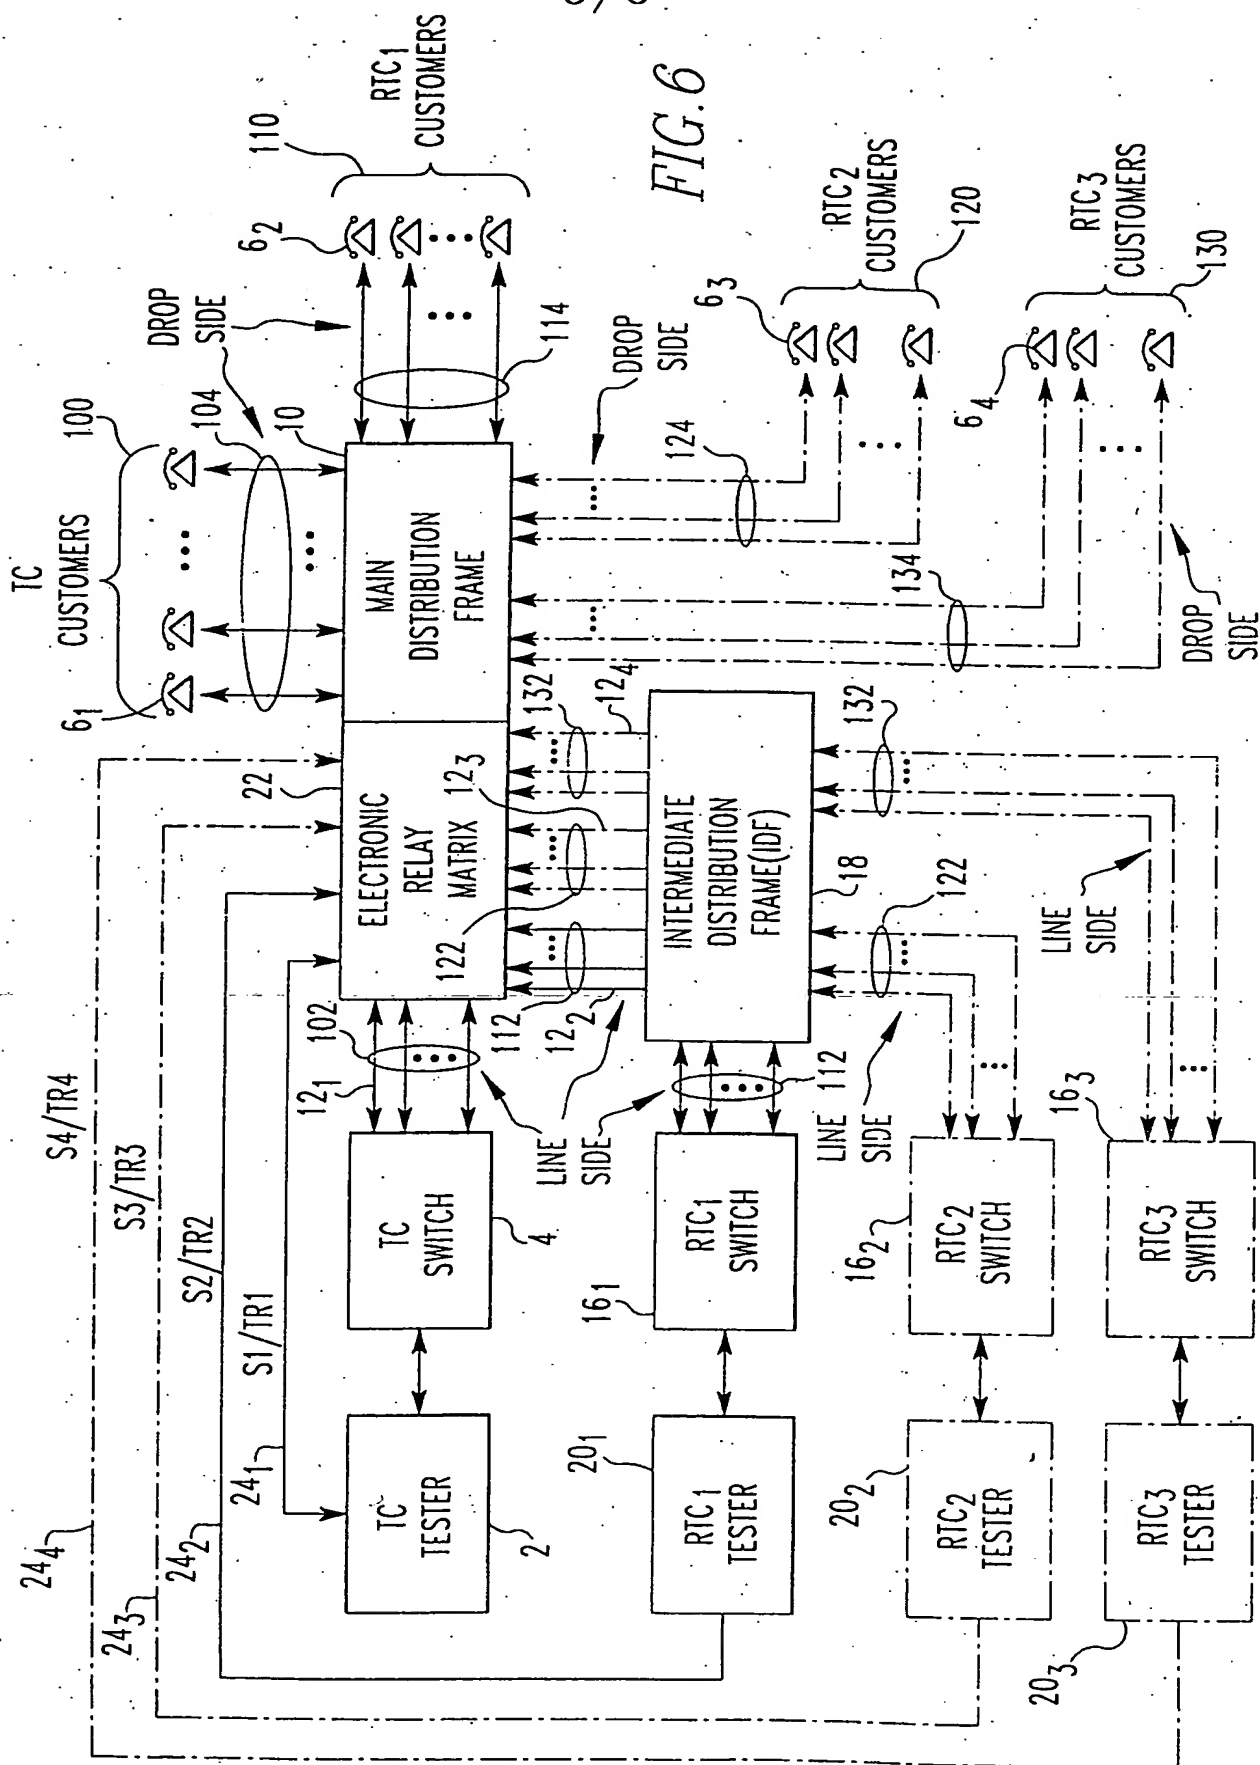 TC
CUSTOMERS
100
104
6₁
DROP
SIDE
10
110
RTC₁
CUSTOMERS
6₂
114
FIG. 6
MAIN
DISTRIBUTION
FRAME
22
ELECTRONIC
RELAY
MATRIX
DROP
SIDE
124
6₃
RTC₂
CUSTOMERS
120
134
6₄
RTC₃
CUSTOMERS
130
DROP
SIDE
S4/TR4
S3/TR3
S2/TR2
S1/TR1
24₄
24₃
24₂
24₁
102
12₁
112
12₂
122
12₃
132
12₄
LINE
SIDE
INTERMEDIATE
DISTRIBUTION
FRAME(IDF)
18
112
122
132
LINE
SIDE
LINE
SIDE
TC
SWITCH
4
TC
TESTER
2
RTC₁
SWITCH
16₁
RTC₁
TESTER
20₁
RTC₂
SWITCH
16₂
RTC₂
TESTER
20₂
RTC₃
SWITCH
16₃
RTC₃
TESTER
20₃